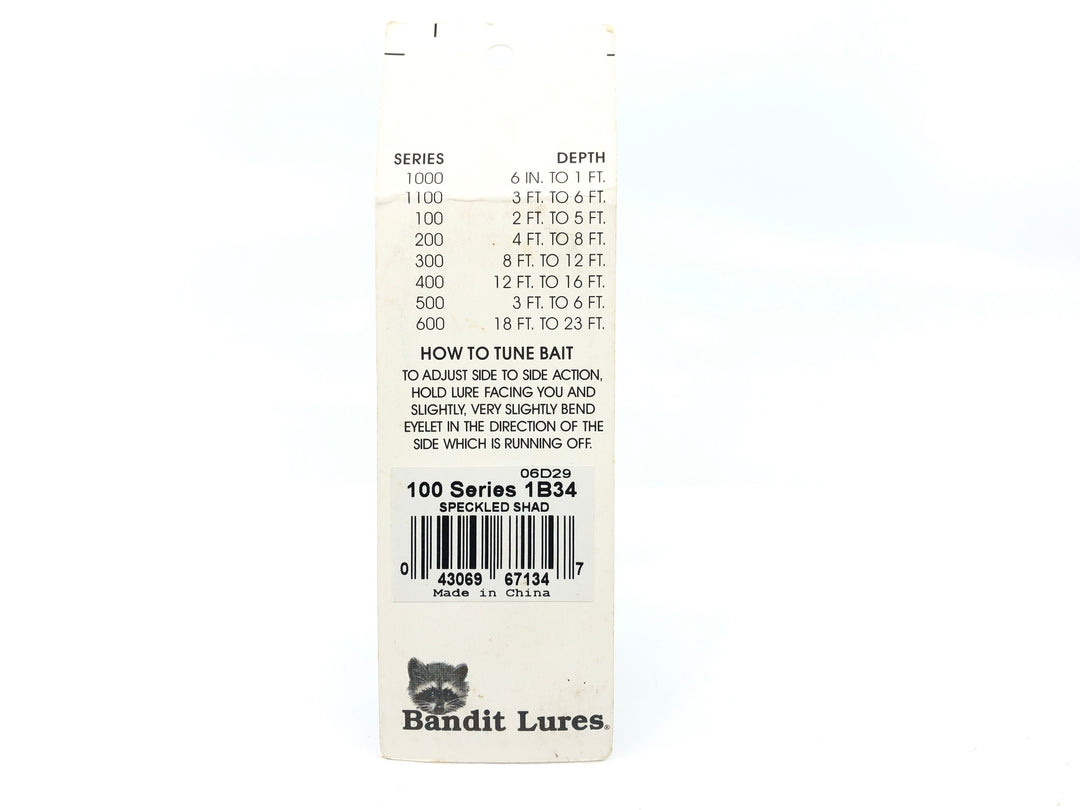 SERIES DEPTH
1000 6 IN. TO 1 FT.
1100 3 FT. TO 6 FT.
100 2 FT. TO 5 FT.
200 4 FT. TO 8 FT.
300 8 FT. TO 12 FT.
400 12 FT. TO 16 FT.
500 3 FT. TO 6 FT.
600 18 FT. TO 23 FT.
HOW TO TUNE BAIT
TO ADJUST SIDE TO SIDE ACTION,
HOLD LURE FACING YOU AND
SLIGHTLY, VERY SLIGHTLY BEND
EYELET IN THE DIRECTION OF THE
SIDE WHICH IS RUNNING OFF.
06D29
100 Series 1B34
SPECKLED SHAD
0 43069 67134 7
Made in China
Bandit Lures®